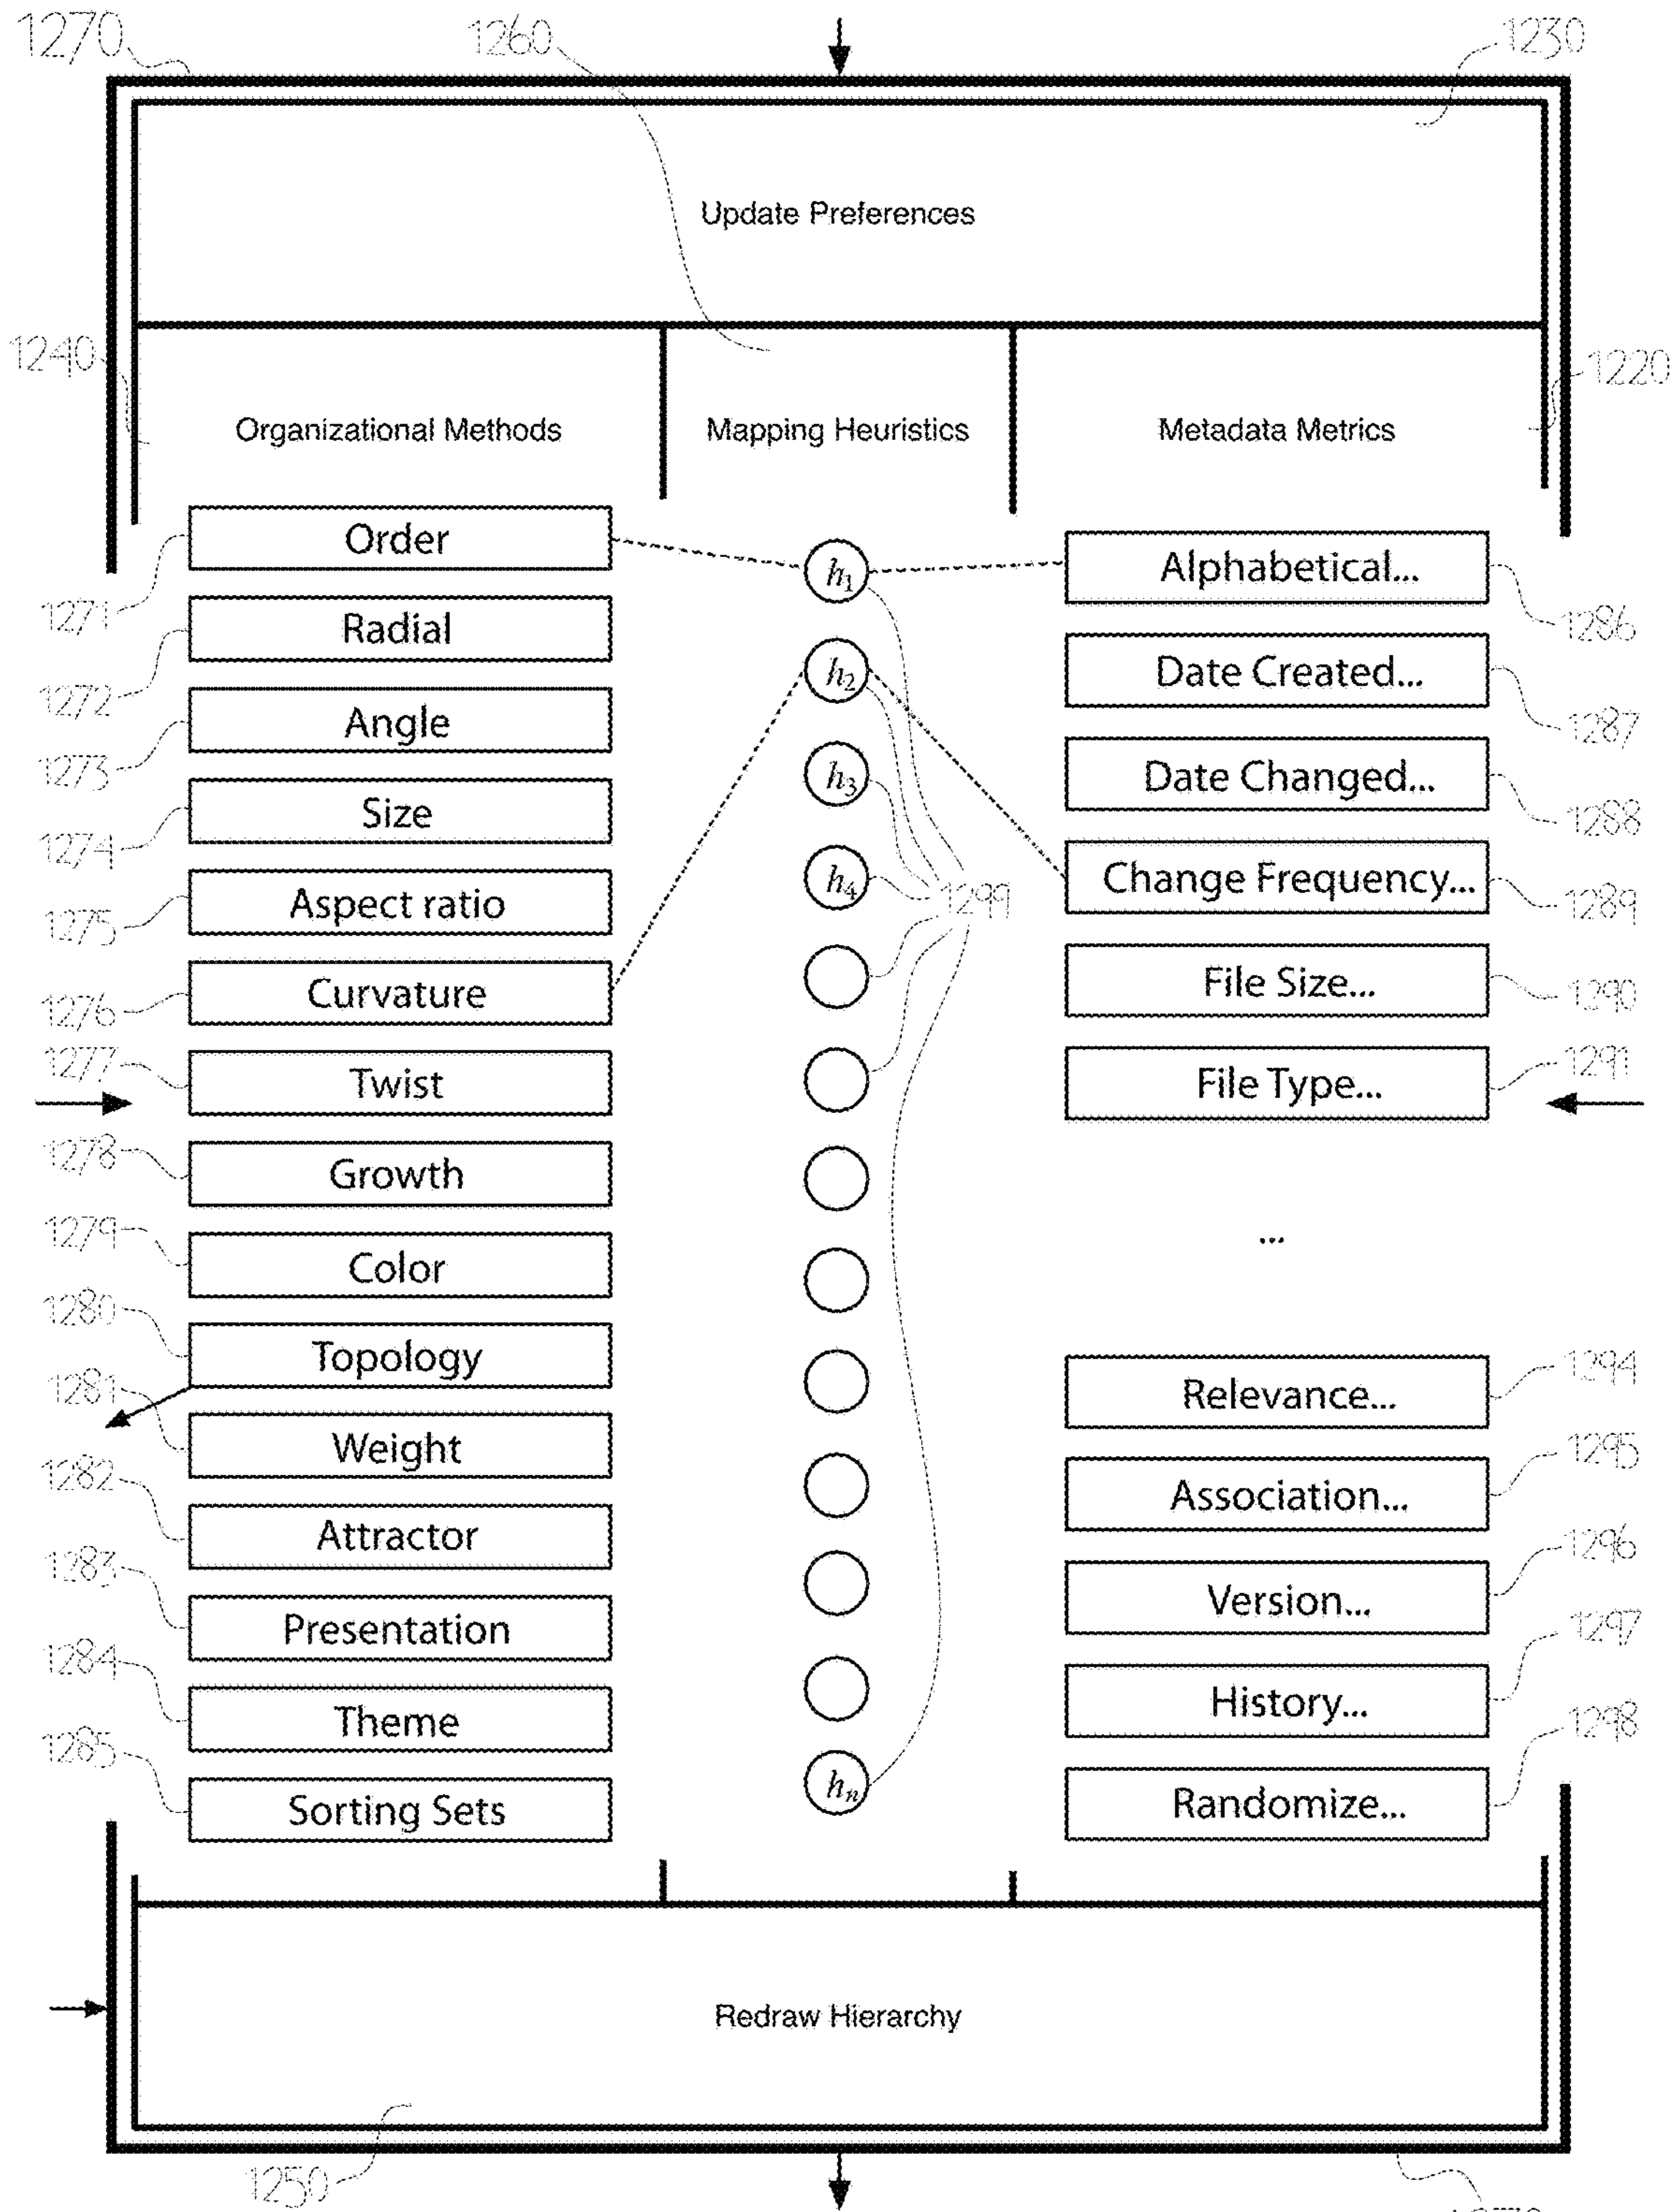 1270
1260
1230
Update Preferences
1240
1220
Organizational Methods
Mapping Heuristics
Metadata Metrics
Order
h1
Alphabetical...
1271
1286
Radial
h2
Date Created...
1272
1287
Angle
h3
Date Changed...
1273
1288
Size
h4
Change Frequency...
1274
1299
1289
Aspect ratio
1275
File Size...
1290
Curvature
1276
1277
Twist
File Type...
1291
1278
Growth
1279
Color
...
1280
Topology
Relevance...
1294
1281
Weight
Association...
1295
1282
Attractor
Version...
1296
1283
Presentation
History...
1297
1284
Theme
Randomize...
1298
1285
Sorting Sets
hn
Redraw Hierarchy
1250